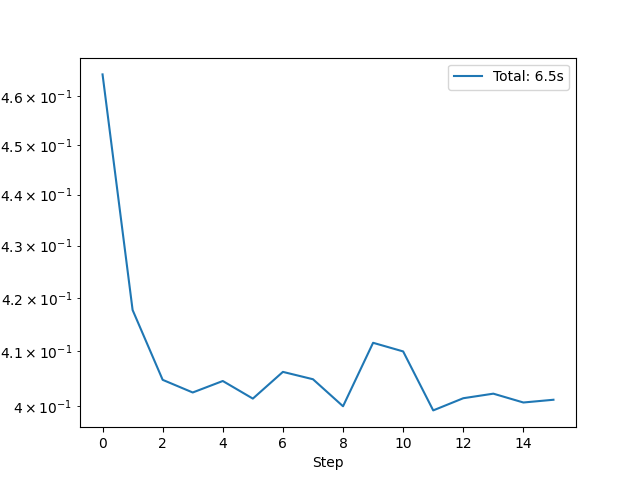 Total: 6.5s
4.6 × 10⁻¹
4.5 × 10⁻¹
4.4 × 10⁻¹
4.3 × 10⁻¹
4.2 × 10⁻¹
4.1 × 10⁻¹
4 × 10⁻¹
0 2 4 6 8 10 12 14
Step